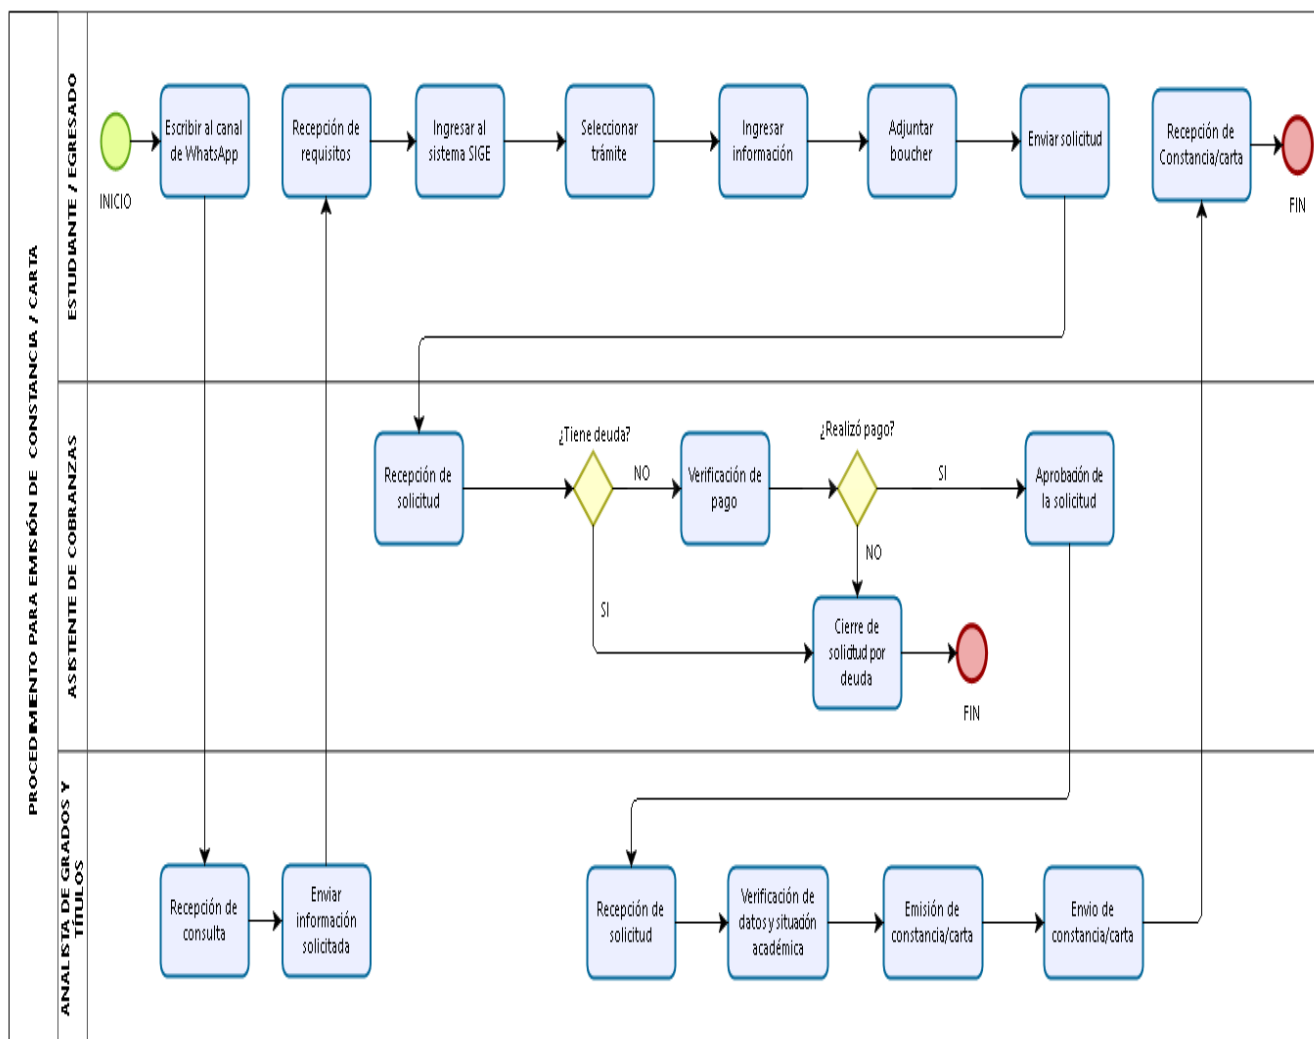 PROCEDIMIENTO PARA EMISIÓN DE CONSTANCIA / CARTA
ESTUDIANTE / EGRESADO
INICIO
Escribir al canal
de WhatsApp
Recepción de
requisitos
Ingresar al
sistema SIGE
Seleccionar
trámite
Ingresar
información
Adjuntar
boucher
Enviar solicitud
Recepción de
Constancia/carta
FIN
ASISTENTE DE COBRANZAS
Recepción de
solicitud
¿Tiene deuda?
NO
SI
Verificación de
pago
¿Realizó pago?
SI
NO
Aprobación de
la solicitud
Cierre de
solicitud por
deuda
FIN
ANALISTA DE GRADOS Y
TÍTULOS
Recepción de
consulta
Enviar
información
solicitada
Recepción de
solicitud
Verificación de
datos y situación
académica
Emisión de
constancia/carta
Envio de
constancia/carta